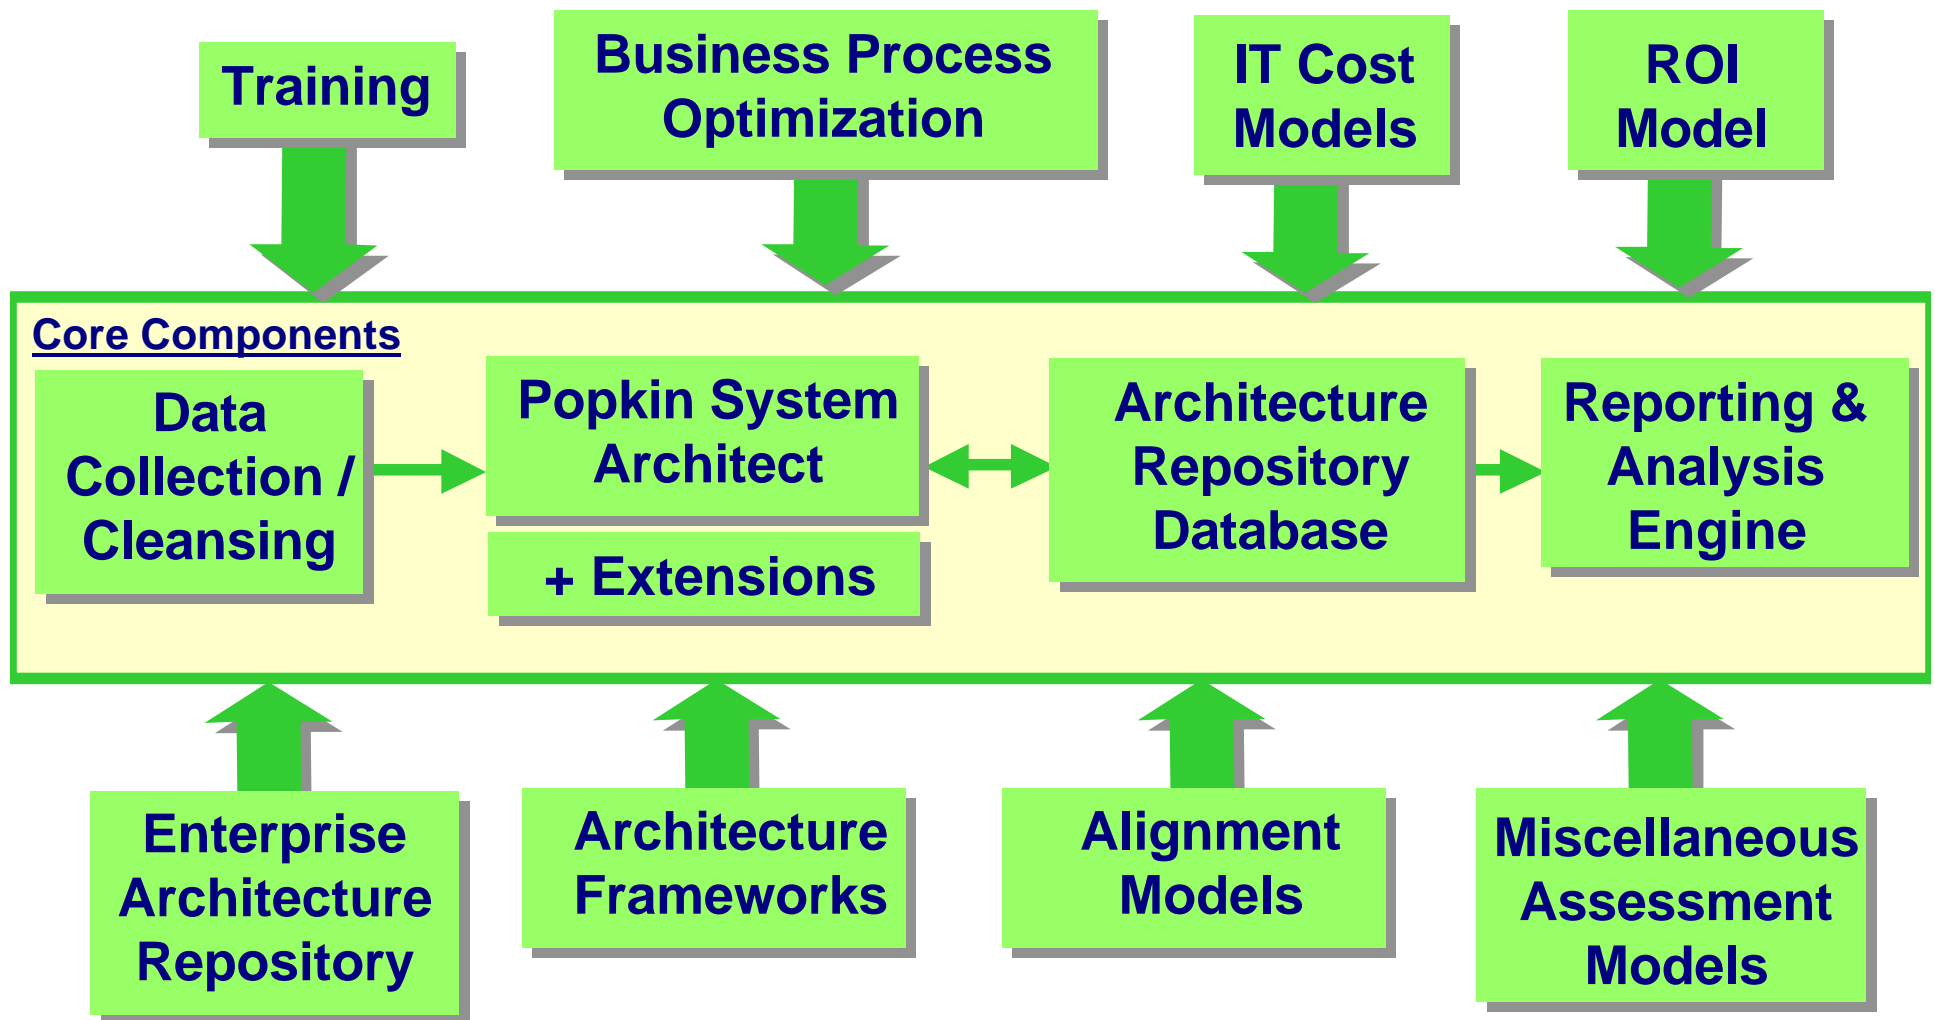 Training
Business Process
Optimization
IT Cost
Models
ROI
Model
Core Components
Data
Collection /
Cleansing
Popkin System
Architect
+ Extensions
Architecture
Repository
Database
Reporting &
Analysis
Engine
Enterprise
Architecture
Repository
Architecture
Frameworks
Alignment
Models
Miscellaneous
Assessment
Models